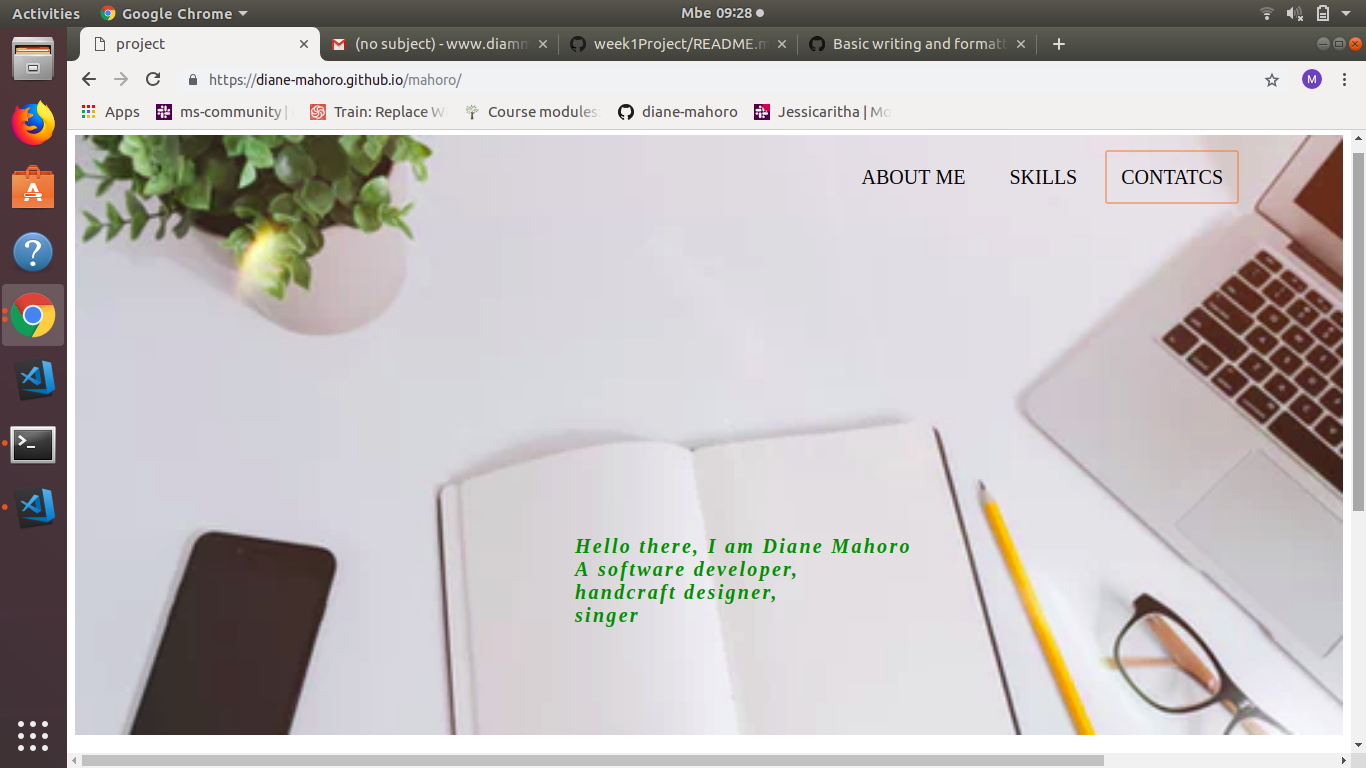 Activities
Google Chrome
Mbe 09:28
project
(no subject) - www.diam
week1Project/README.m
Basic writing and formatt
https://diane-mahoro.github.io/mahoro/
M
Apps
ms-community |
Train: Replace W
Course modules
diane-mahoro
Jessicaritha | Mo
ABOUT ME
SKILLS
CONTATCS
Hello there, I am Diane Mahoro
A software developer,
handcraft designer,
singer